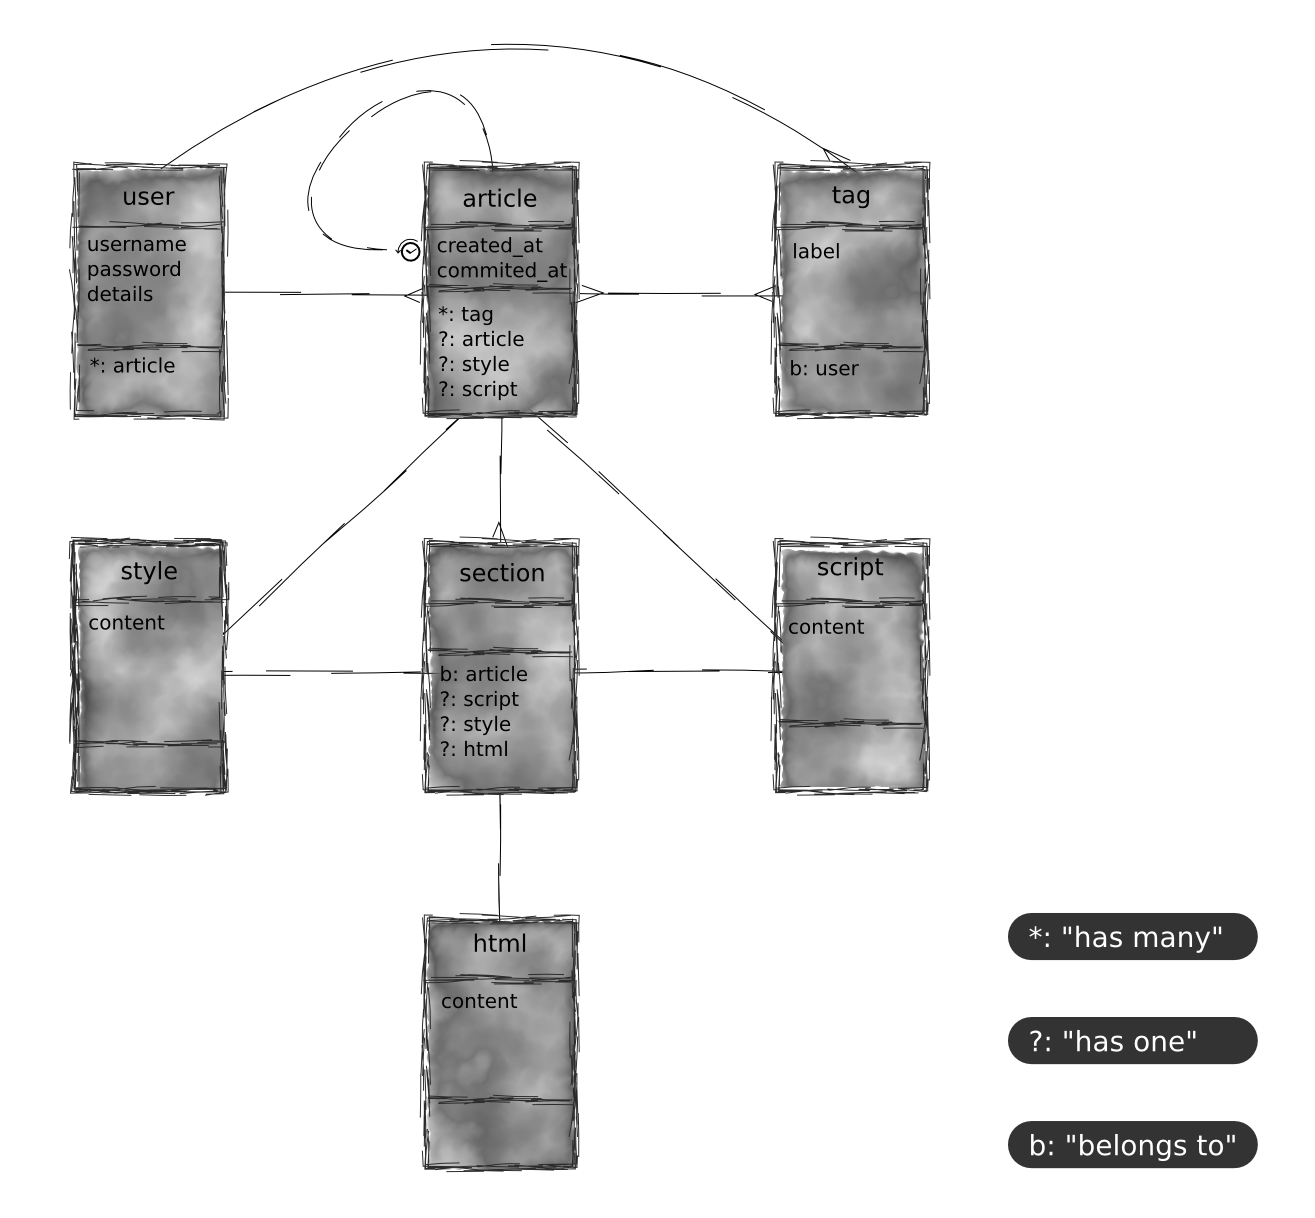 user
username
password
details
*: article
article
created_at
commited_at
*: tag
?: article
?: style
?: script
tag
label
b: user
style
content
section
b: article
?: script
?: style
?: html
script
content
html
content
*: "has many"
?: "has one"
b: "belongs to"